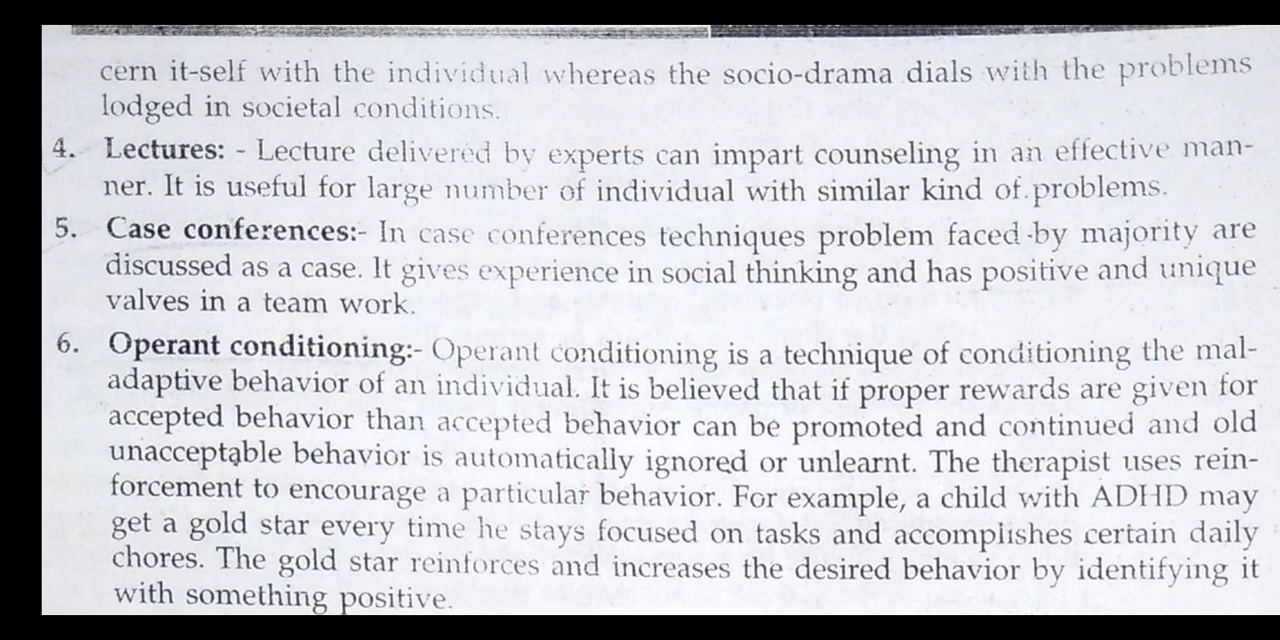 cern it-self with the individual whereas the socio-drama dials with the problems
lodged in societal conditions.
4. Lectures: - Lecture delivered by experts can impart counseling in an effective man-
ner. It is useful for large number of individual with similar kind of problems.
5. Case conferences:- In case conferences techniques problem faced by majority are
discussed as a case. It gives experience in social thinking and has positive and unique
valves in a team work.
6. Operant conditioning:- Operant conditioning is a technique of conditioning the mal-
adaptive behavior of an individual. It is believed that if proper rewards are given for
accepted behavior than accepted behavior can be promoted and continued and old
unacceptable behavior is automatically ignored or unlearnt. The therapist uses rein-
forcement to encourage a particular behavior. For example, a child with ADHD may
get a gold star every time he stays focused on tasks and accomplishes certain daily
chores. The gold star reinforces and increases the desired behavior by identifying it
with something positive.